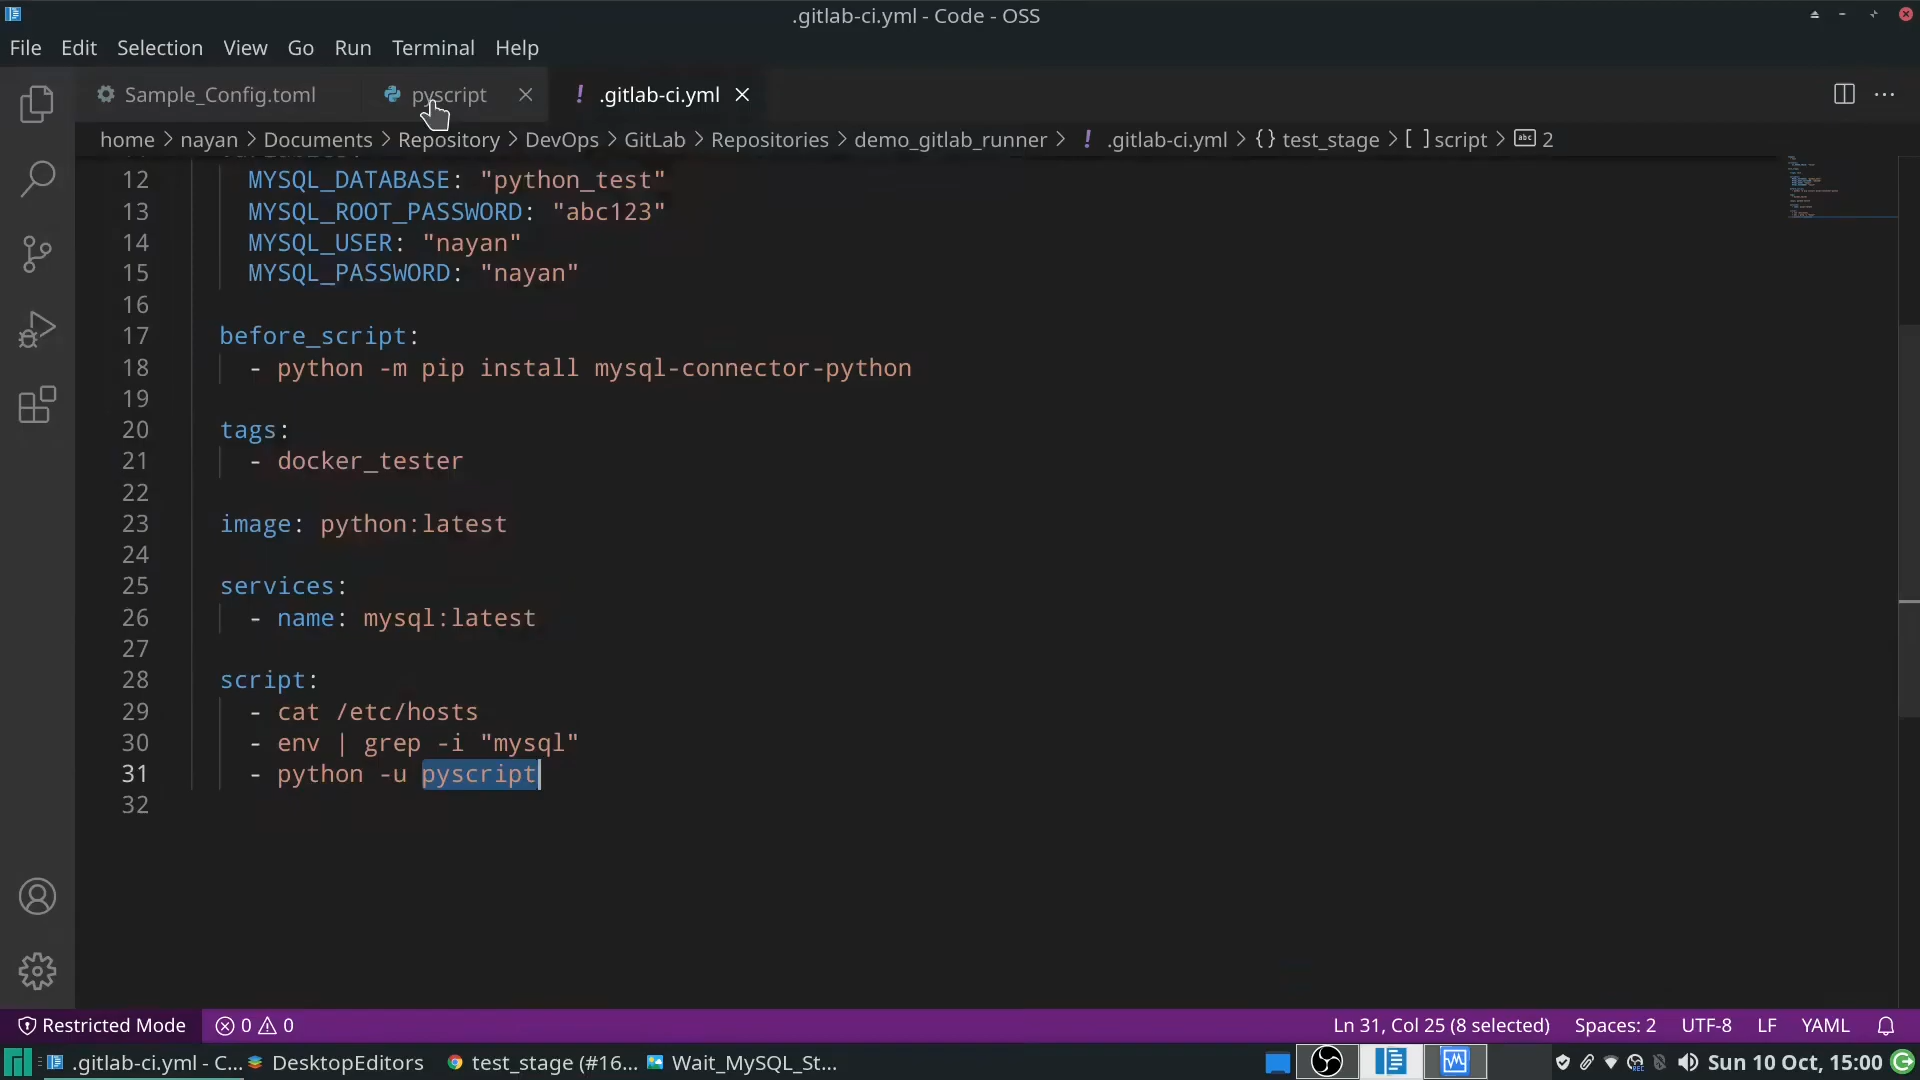 .gitlab-ci.yml - Code - OSS
File Edit Selection View Go Run Terminal Help
Sample_Config.toml pyscript .gitlab-ci.yml
home > nayan > Documents > Repository > DevOps > GitLab > Repositories > demo_gitlab_runner > ! .gitlab-ci.yml > {} test_stage > [ ] script > abc 2
12 MYSQL_DATABASE: "python_test"
13 MYSQL_ROOT_PASSWORD: "abc123"
14 MYSQL_USER: "nayan"
15 MYSQL_PASSWORD: "nayan"
16
17 before_script:
18 - python -m pip install mysql-connector-python
19
20 tags:
21 - docker_tester
22
23 image: python:latest
24
25 services:
26 - name: mysql:latest
27
28 script:
29 - cat /etc/hosts
30 - env | grep -i "mysql"
31 - python -u pyscript
32
Restricted Mode 0 0 Ln 31, Col 25 (8 selected) Spaces: 2 UTF-8 LF YAML
.gitlab-ci.yml - C... DesktopEditors test_stage (#16... Wait_MySQL_St... Sun 10 Oct, 15:00